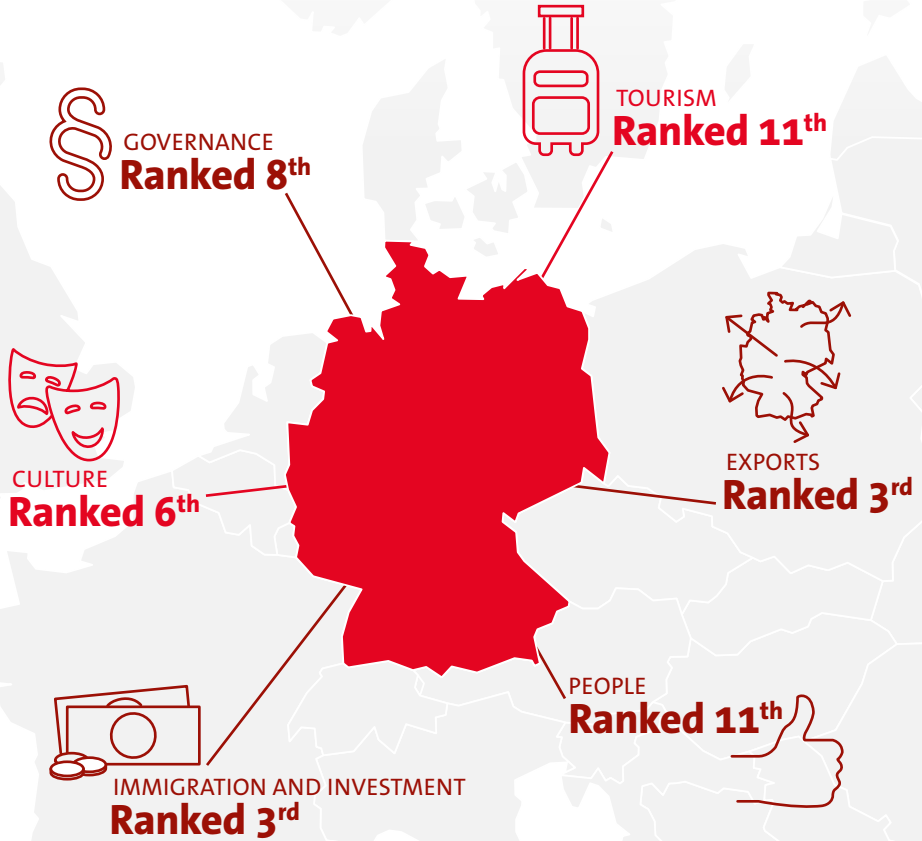 TOURISM
Ranked 11th
GOVERNANCE
Ranked 8th
EXPORTS
Ranked 3rd
CULTURE
Ranked 6th
PEOPLE
Ranked 11th
IMMIGRATION AND INVESTMENT
Ranked 3rd